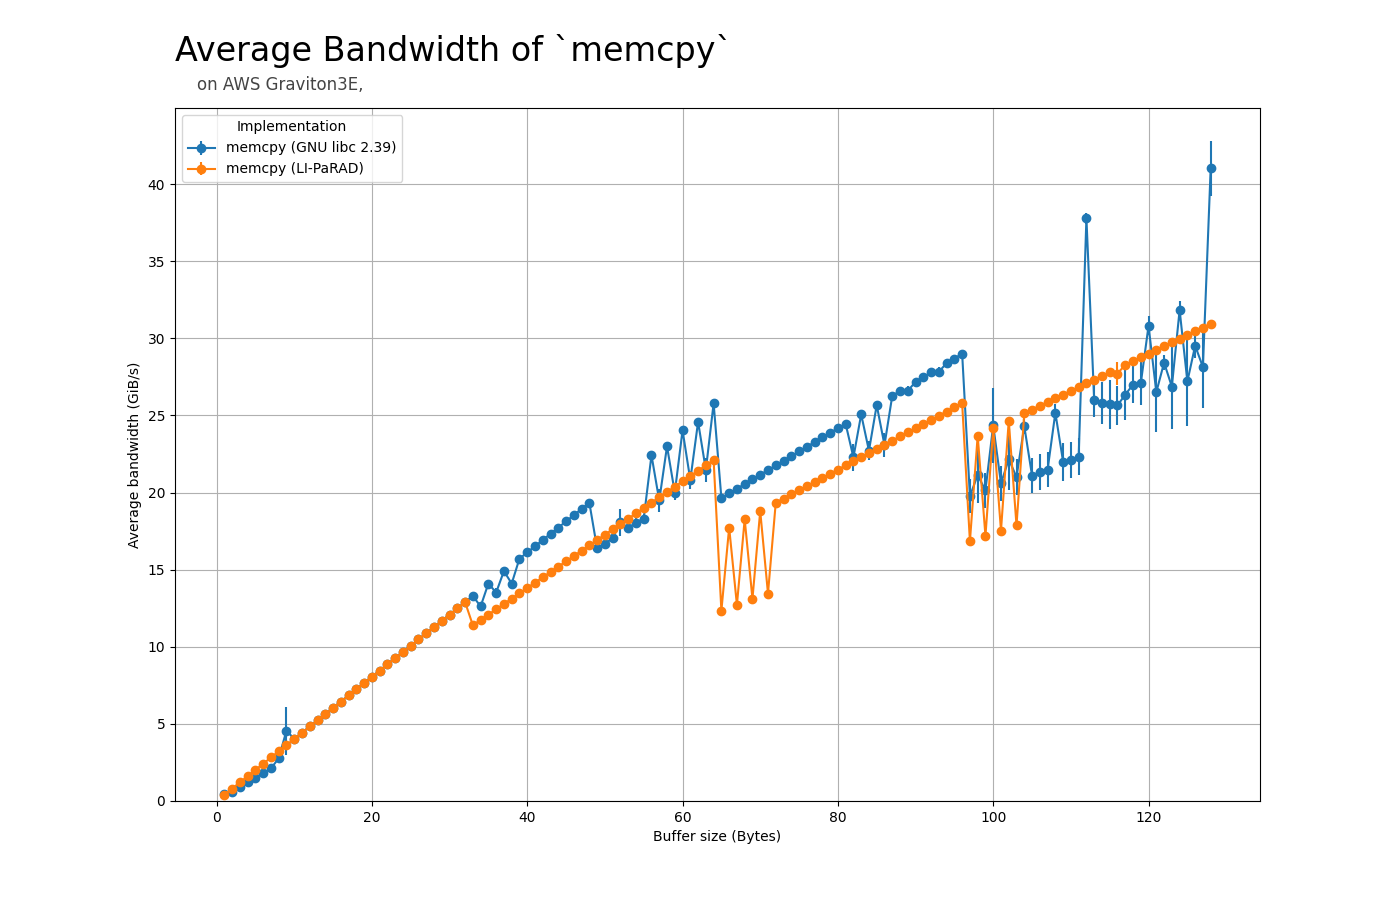 Average Bandwidth of `memcpy`
on AWS Graviton3E,
Implementation
memcpy (GNU libc 2.39)
memcpy (LI-PaRAD)
Average bandwidth (GiB/s)
40
35
30
25
20
15
10
5
0
0 20 40 60 80 100 120
Buffer size (Bytes)